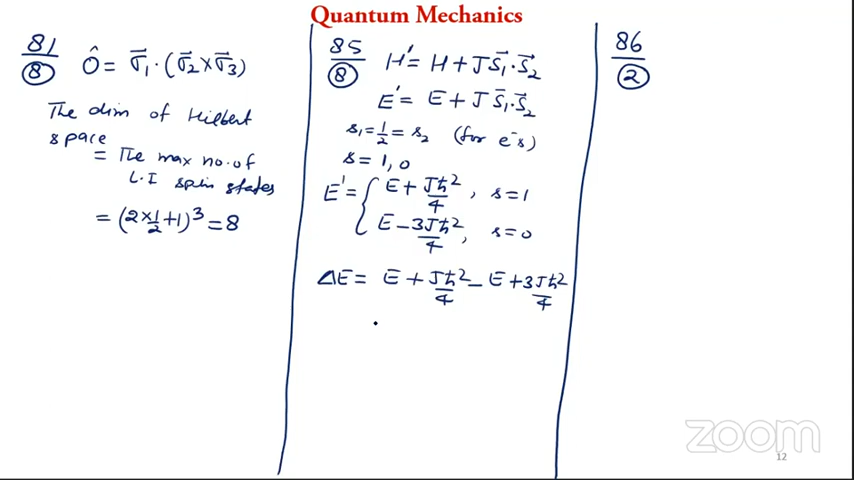 Quantum Mechanics
81
8
Ô = σ⃗₁·(σ⃗₂×σ⃗₃)
The dim of Hilbert
space
= The max no. of
L.I spin states
= (2×1/2+1)³ = 8
85
8
H' = H + J S⃗₁·S⃗₂
E' = E + J S⃗₁·S⃗₂
s₁ = 1/2 = s₂ (for e⁻s)
s = 1, 0
E' = { E + Jħ²/4 , s=1
E − 3Jħ²/4, s=0
ΔE = E + Jħ²/4 − E + 3Jħ²/4
86
2
zoom
12